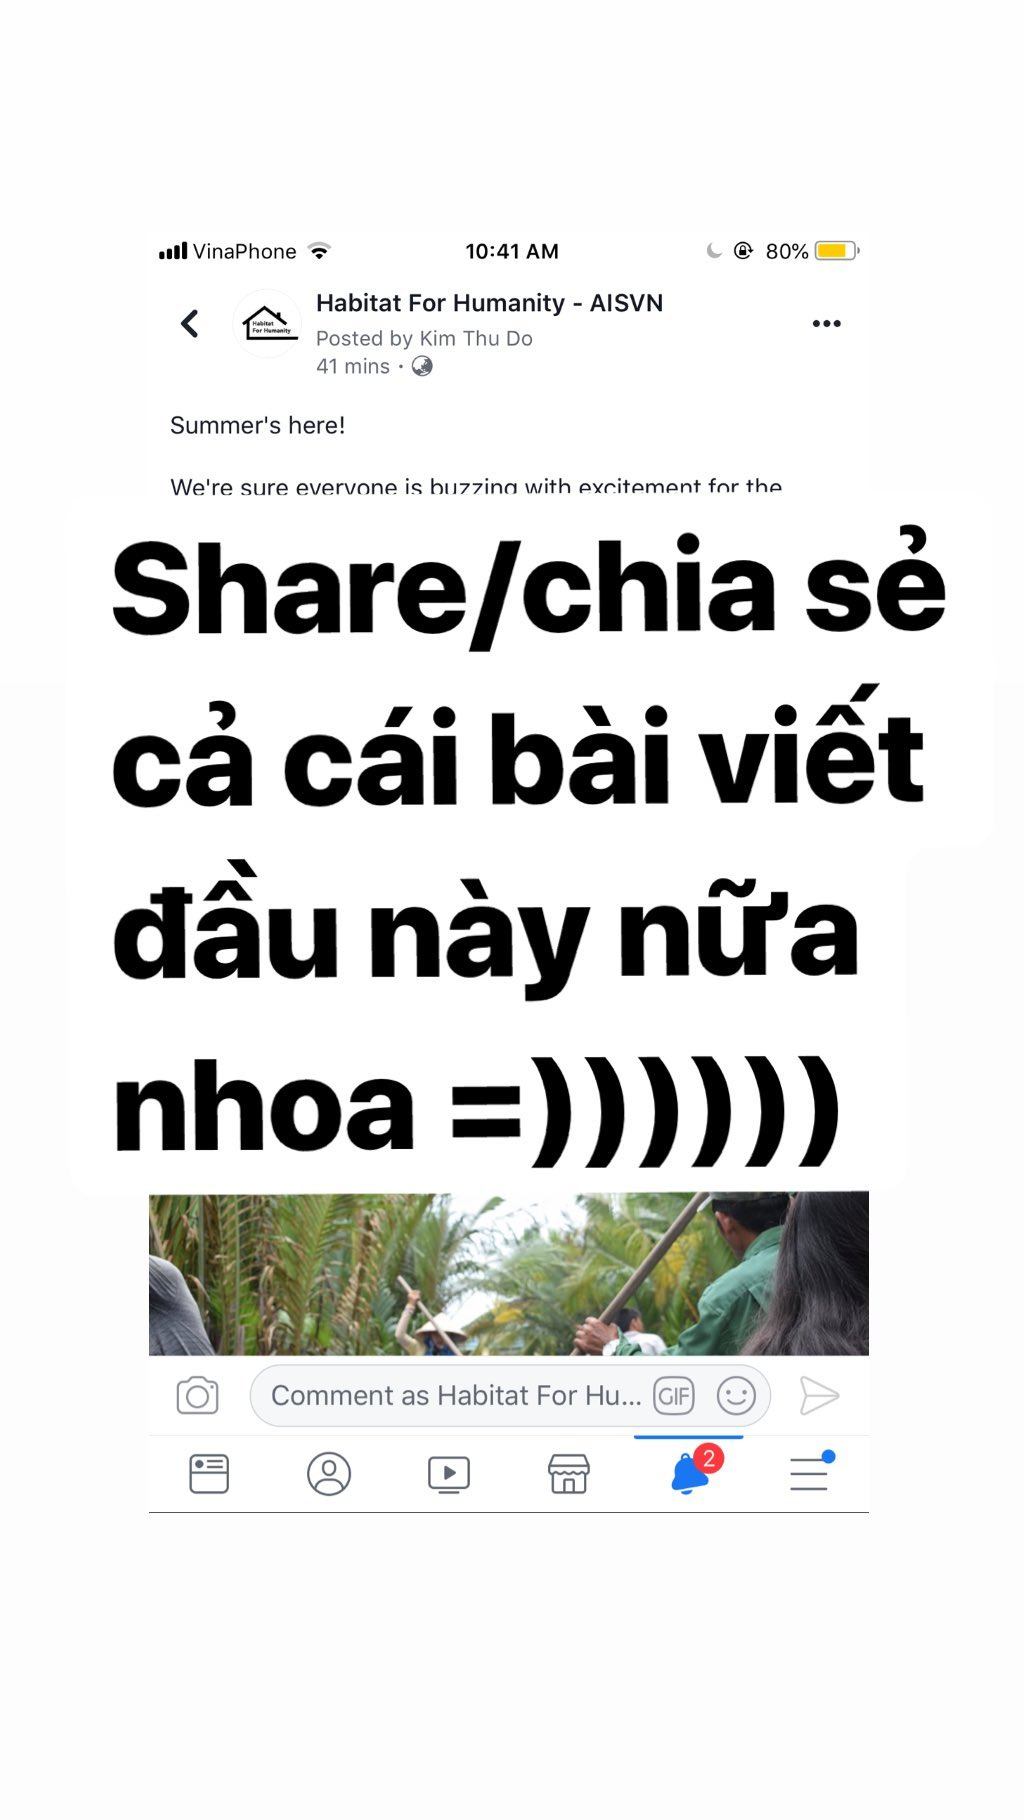 VinaPhone 10:41 AM 80%
Habitat For Humanity
Habitat For Humanity - AISVN
Posted by Kim Thu Do
41 mins ·
Summer's here!
We're sure everyone is buzzing with excitement for the
Share/chia sẻ
cả cái bài viết
đầu này nữa
nhoa =))))))
Comment as Habitat For Hu... GIF
2